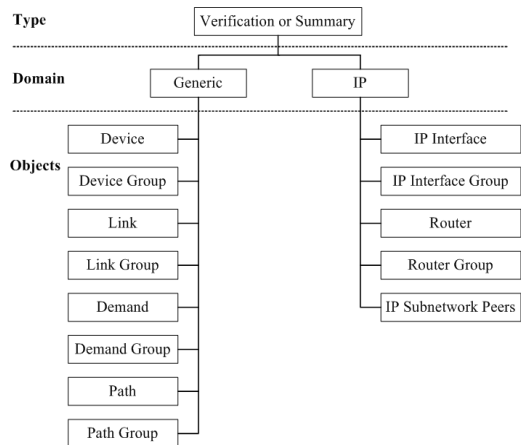 Type
Verification or Summary
Domain
Generic
IP
Objects
Device
Device Group
Link
Link Group
Demand
Demand Group
Path
Path Group
IP Interface
IP Interface Group
Router
Router Group
IP Subnetwork Peers